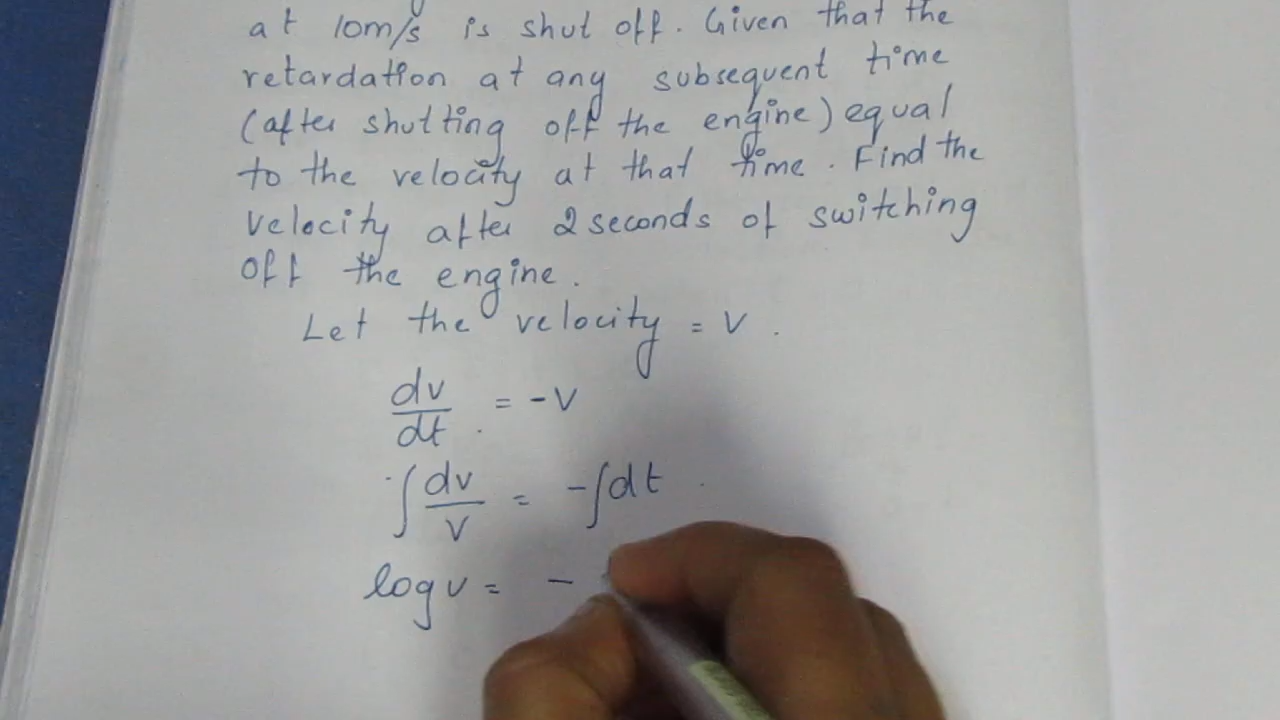 at 10m/s is shut off. Given that the
retardation at any subsequent time
(after shutting off the engine) equal
to the velocity at that time. Find the
velocity after 2 seconds of switching
off the engine.
Let the velocity = v.
dv/dt = -v
∫ dv/v = -∫dt
log v = -